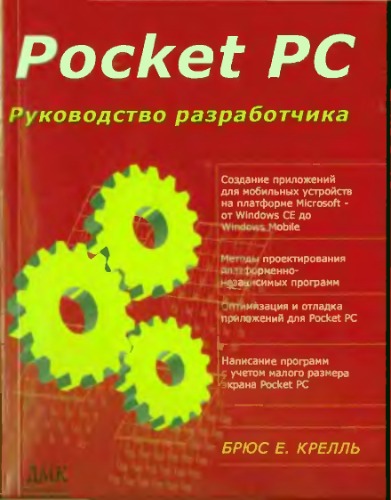 Pocket PC
Руководство разработчика
Создание приложений
для мобильных устройств
на платформе Microsoft -
от Windows CE до
Windows Mobile
Методы проектирования
платформенно-
независимых программ
Оптимизация и отладка
приложений для Pocket PC
Написание программ
с учетом малого размера
экрана Pocket PC
БРЮС Е. КРЕЛЛЬ
ДМК